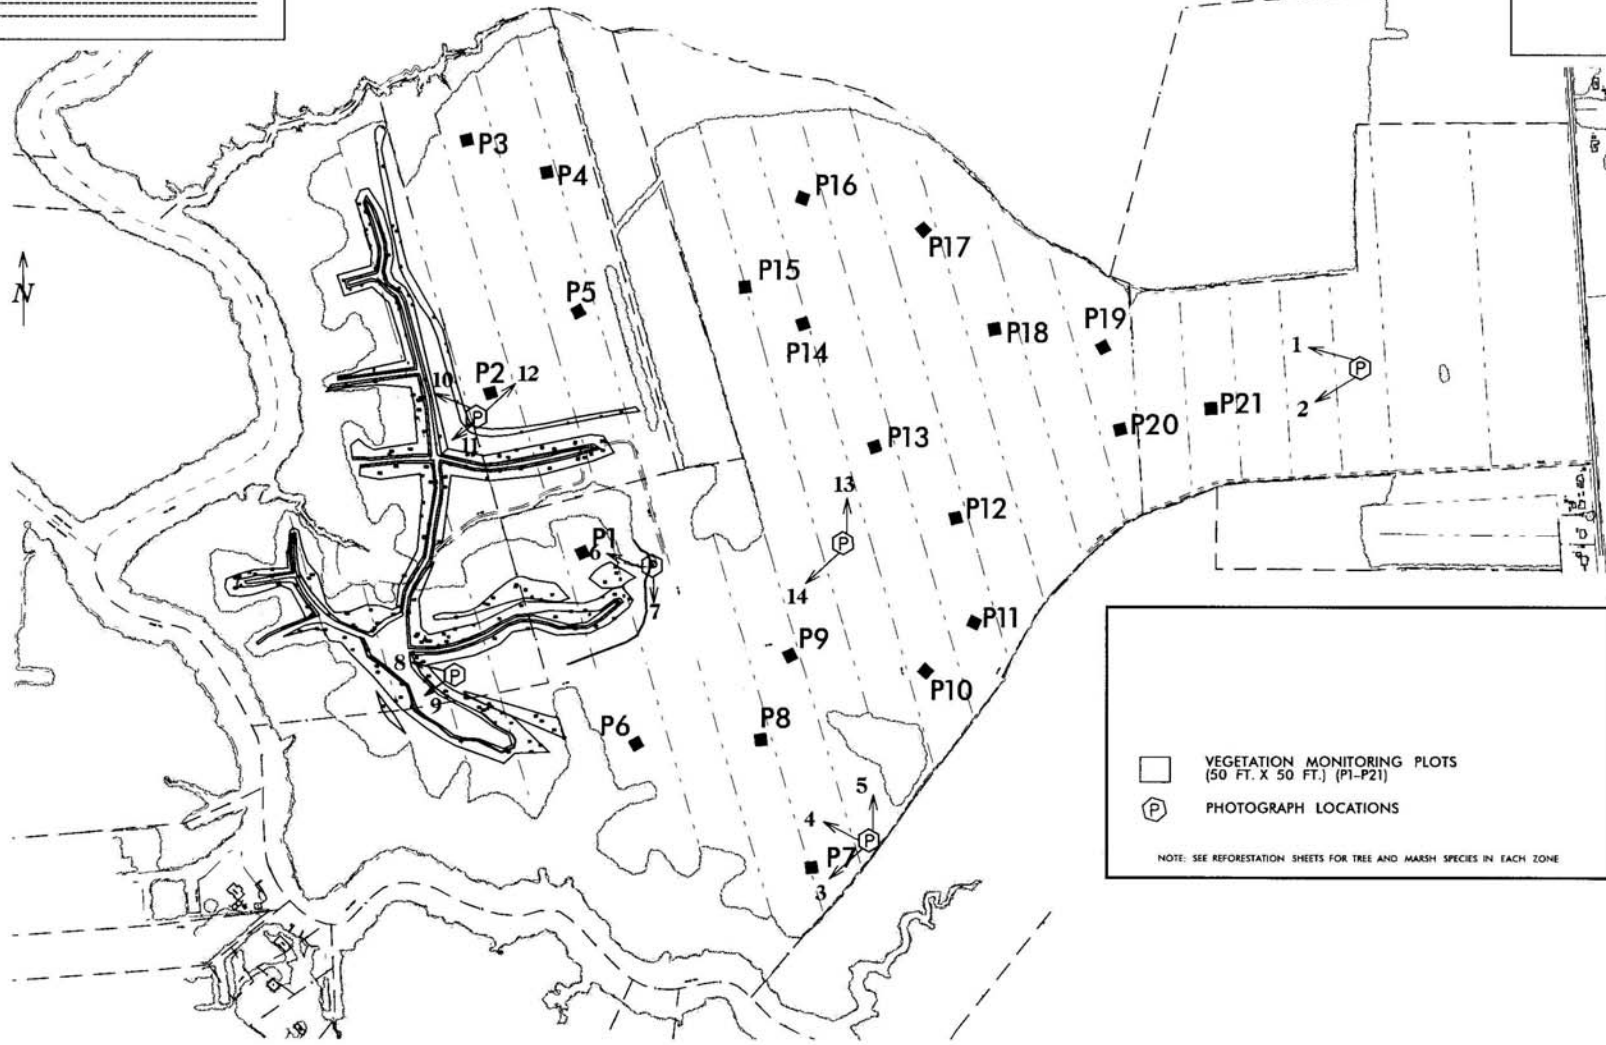 P3
P4
P16
P17
N
P15
P5
P14
P18
P19
1
P
2
P2
12
10
P
11
P20
P21
P13
13
P12
P
14
P1
6
P
7
P11
P9
P10
8
P
9
P6
P8
5
4
P
P7
3
VEGETATION MONITORING PLOTS
(50 FT. X 50 FT.) (P1-P21)
P
PHOTOGRAPH LOCATIONS
NOTE: SEE REFORESTATION SHEETS FOR TREE AND MARSH SPECIES IN EACH ZONE